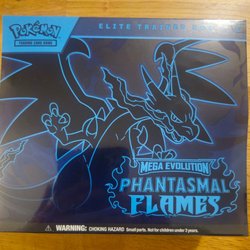 POKÉMON
TRADING CARD GAME
ELITE TRAINER BOX
MEGA EVOLUTION
PHANTASMAL
FLAMES
WARNING: CHOKING HAZARD Small parts. Not for children under 3 years.